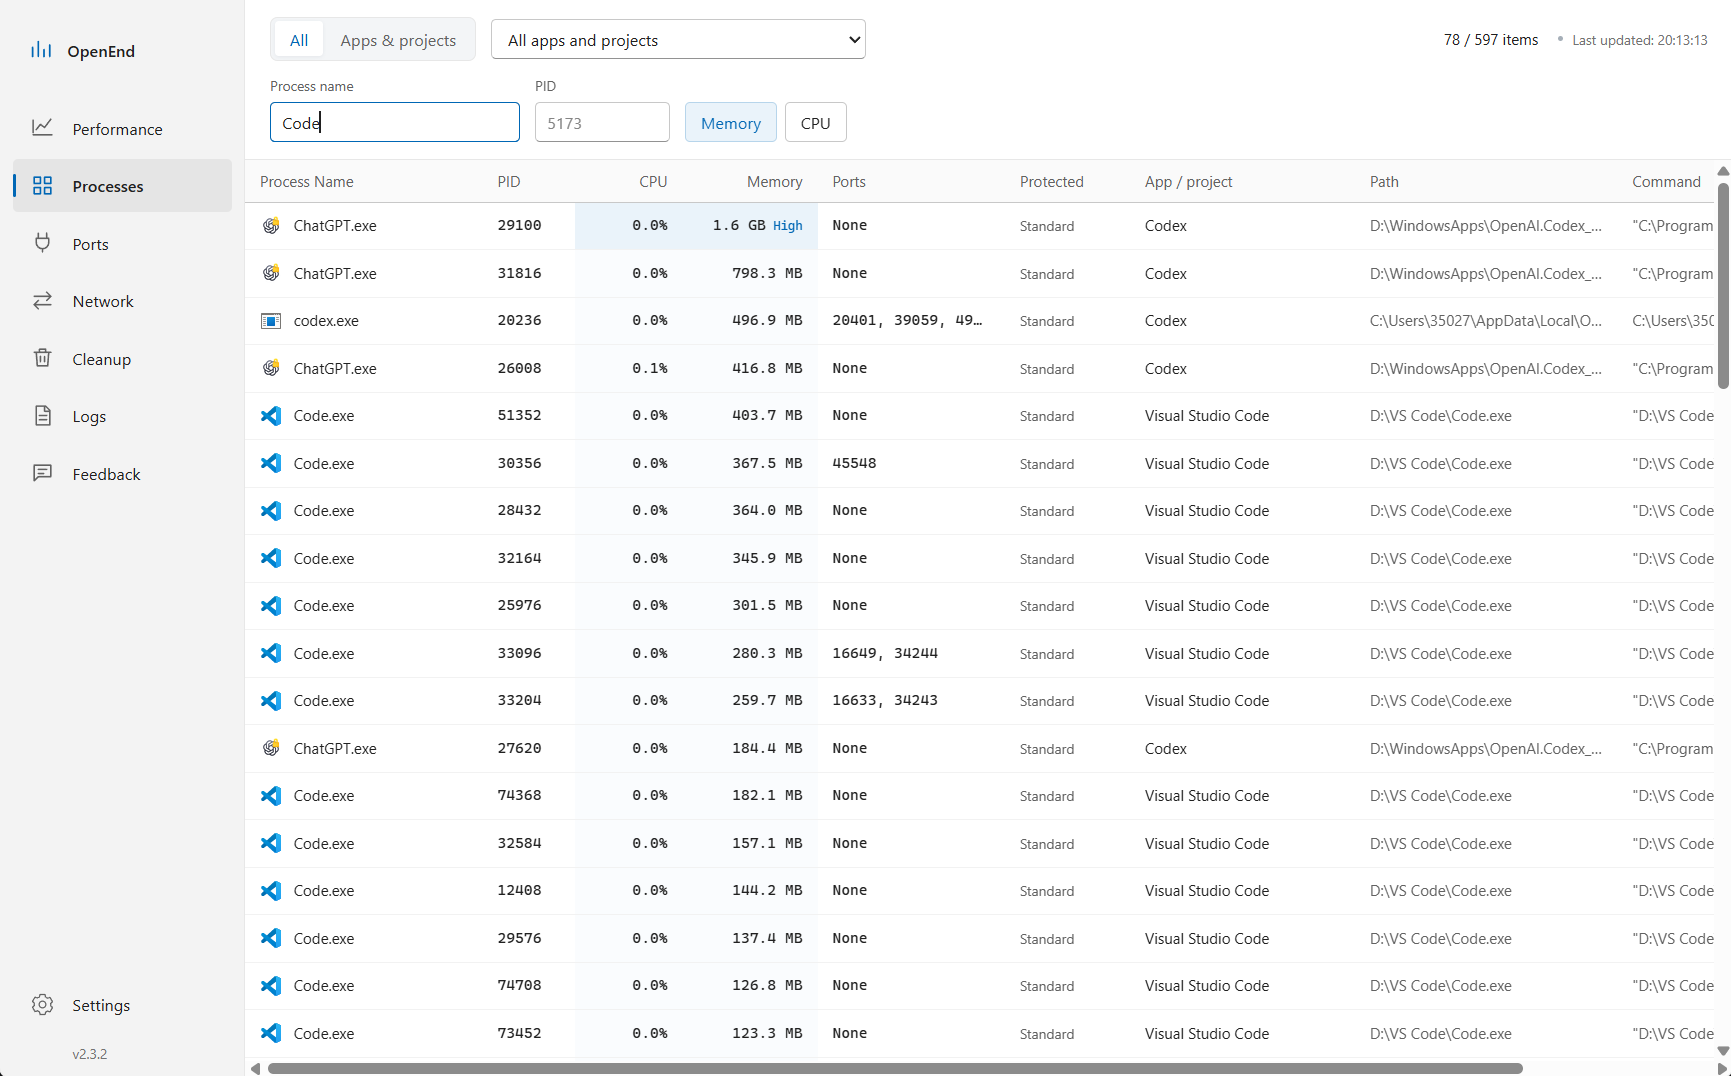 OpenEnd
Performance
Processes
Ports
Network
Cleanup
Logs
Feedback
Settings
v2.3.2
All Apps & projects All apps and projects 78 / 597 items • Last updated: 20:13:13
Process name PID
Code 5173 Memory CPU
Process Name PID CPU Memory Ports Protected App / project Path Command
ChatGPT.exe 29100 0.0% 1.6 GB High None Standard Codex D:\WindowsApps\OpenAI.Codex_... "C:\Program
ChatGPT.exe 31816 0.0% 798.3 MB None Standard Codex D:\WindowsApps\OpenAI.Codex_... "C:\Program
codex.exe 20236 0.0% 496.9 MB 20401, 39059, 49… Standard Codex C:\Users\35027\AppData\Local\O... C:\Users\350
ChatGPT.exe 26008 0.1% 416.8 MB None Standard Codex D:\WindowsApps\OpenAI.Codex_... "C:\Program
Code.exe 51352 0.0% 403.7 MB None Standard Visual Studio Code D:\VS Code\Code.exe "D:\VS Code
Code.exe 30356 0.0% 367.5 MB 45548 Standard Visual Studio Code D:\VS Code\Code.exe "D:\VS Code
Code.exe 28432 0.0% 364.0 MB None Standard Visual Studio Code D:\VS Code\Code.exe "D:\VS Code
Code.exe 32164 0.0% 345.9 MB None Standard Visual Studio Code D:\VS Code\Code.exe "D:\VS Code
Code.exe 25976 0.0% 301.5 MB None Standard Visual Studio Code D:\VS Code\Code.exe "D:\VS Code
Code.exe 33096 0.0% 280.3 MB 16649, 34244 Standard Visual Studio Code D:\VS Code\Code.exe "D:\VS Code
Code.exe 33204 0.0% 259.7 MB 16633, 34243 Standard Visual Studio Code D:\VS Code\Code.exe "D:\VS Code
ChatGPT.exe 27620 0.0% 184.4 MB None Standard Codex D:\WindowsApps\OpenAI.Codex_... "C:\Program
Code.exe 74368 0.0% 182.1 MB None Standard Visual Studio Code D:\VS Code\Code.exe "D:\VS Code
Code.exe 32584 0.0% 157.1 MB None Standard Visual Studio Code D:\VS Code\Code.exe "D:\VS Code
Code.exe 12408 0.0% 144.2 MB None Standard Visual Studio Code D:\VS Code\Code.exe "D:\VS Code
Code.exe 29576 0.0% 137.4 MB None Standard Visual Studio Code D:\VS Code\Code.exe "D:\VS Code
Code.exe 74708 0.0% 126.8 MB None Standard Visual Studio Code D:\VS Code\Code.exe "D:\VS Code
Code.exe 73452 0.0% 123.3 MB None Standard Visual Studio Code D:\VS Code\Code.exe "D:\VS Code